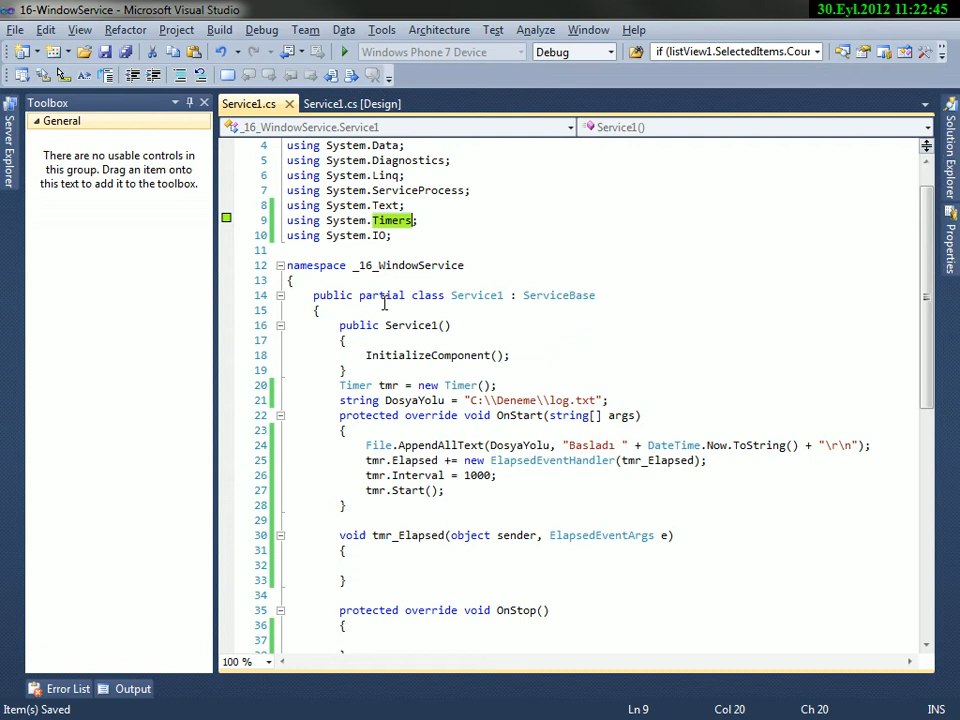 16-WindowService - Microsoft Visual Studio
30.Eyl.2012 11:22:45
File Edit View Refactor Project Build Debug Team Data Tools Architecture Test Analyze Window Help
Windows Phone 7 Device Debug if (listView1.SelectedItems.Cour
Toolbox
Service1.cs Service1.cs [Design]
General
_16_WindowService.Service1 Service1()
There are no usable controls in
this group. Drag an item onto
this text to add it to the toolbox.
Server Explorer
Solution Explorer
Properties
4 using System.Data;
5 using System.Diagnostics;
6 using System.Linq;
7 using System.ServiceProcess;
8 using System.Text;
9 using System.Timers;
10 using System.IO;
11
12 namespace _16_WindowService
13 {
14 public partial class Service1 : ServiceBase
15 {
16 public Service1()
17 {
18 InitializeComponent();
19 }
20 Timer tmr = new Timer();
21 string DosyaYolu = "C:\\Deneme\\log.txt";
22 protected override void OnStart(string[] args)
23 {
24 File.AppendAllText(DosyaYolu, "Basladı " + DateTime.Now.ToString() + "\r\n");
25 tmr.Elapsed += new ElapsedEventHandler(tmr_Elapsed);
26 tmr.Interval = 1000;
27 tmr.Start();
28 }
29
30 void tmr_Elapsed(object sender, ElapsedEventArgs e)
31 {
32
33 }
34
35 protected override void OnStop()
36 {
37
100 %
Error List Output
Item(s) Saved Ln 9 Col 20 Ch 20 INS